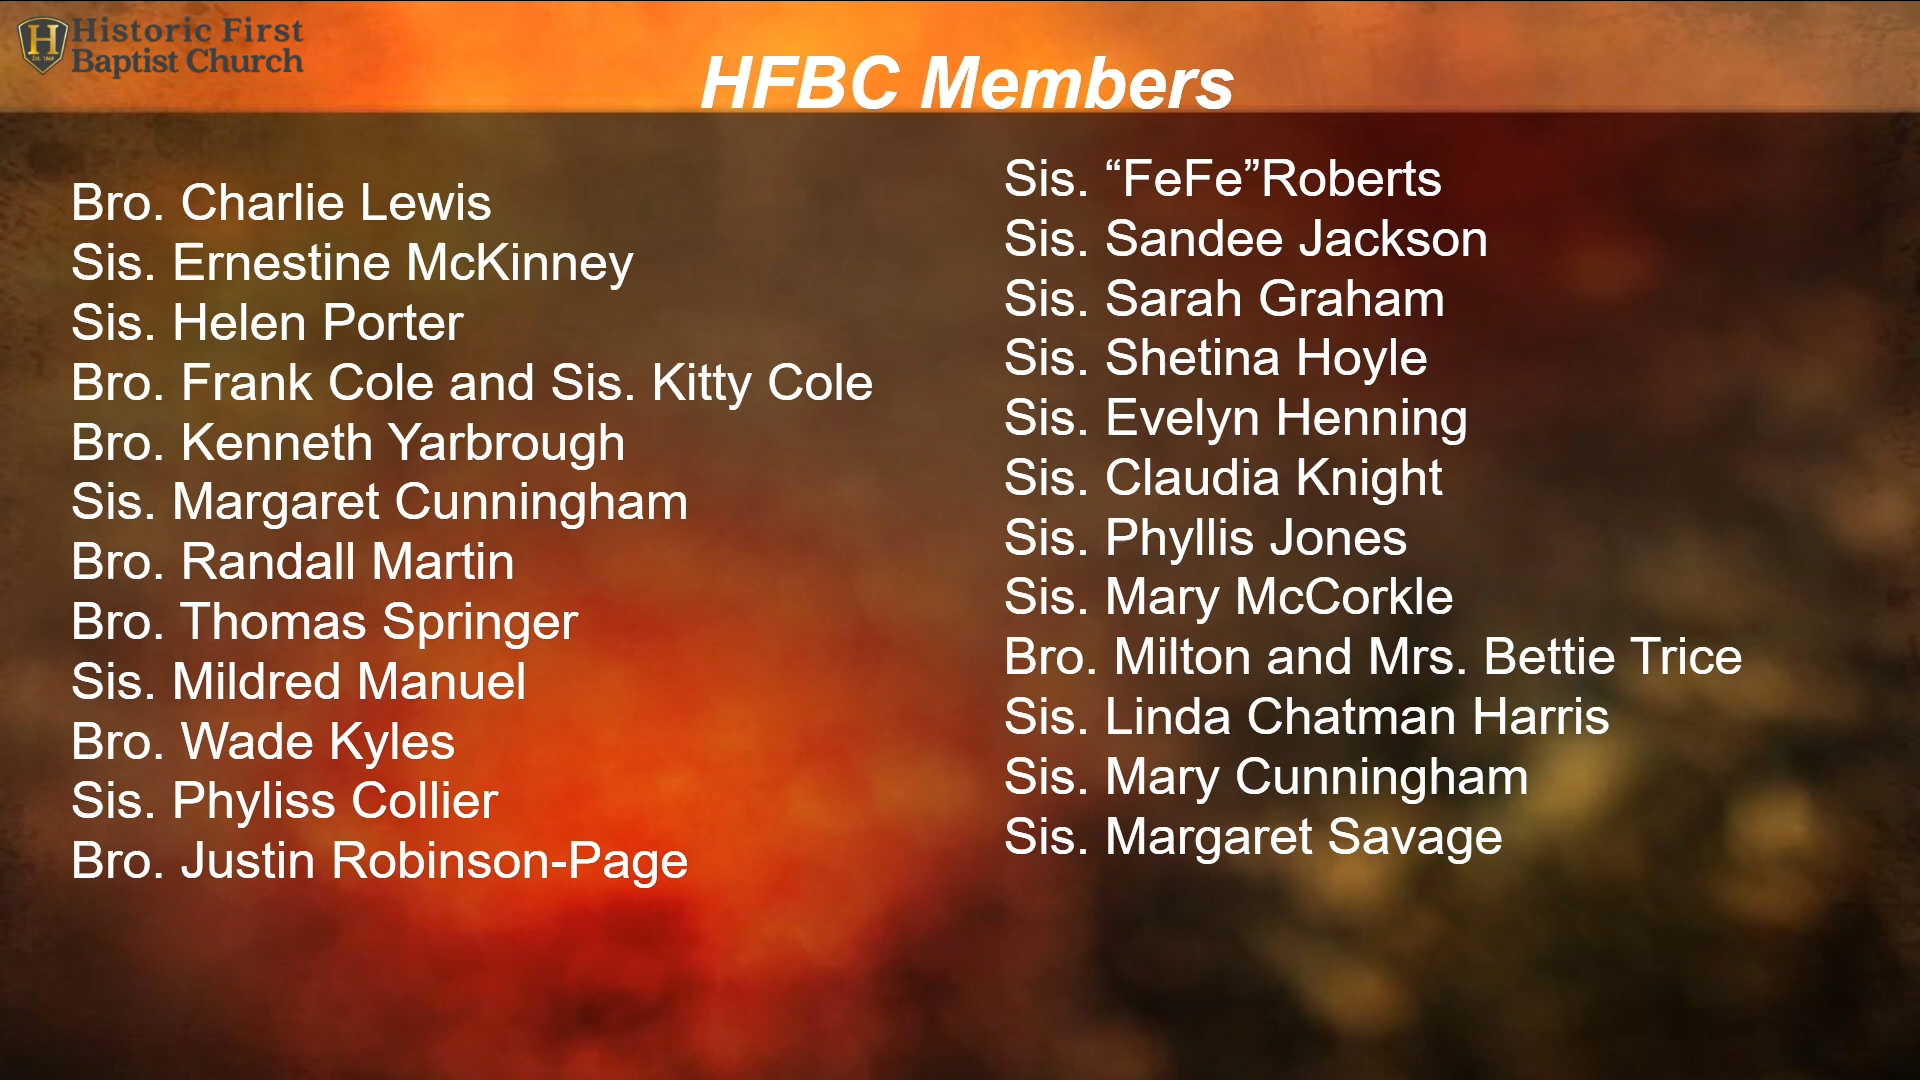 Historic First
Baptist Church
HFBC Members
Bro. Charlie Lewis
Sis. Ernestine McKinney
Sis. Helen Porter
Bro. Frank Cole and Sis. Kitty Cole
Bro. Kenneth Yarbrough
Sis. Margaret Cunningham
Bro. Randall Martin
Bro. Thomas Springer
Sis. Mildred Manuel
Bro. Wade Kyles
Sis. Phyliss Collier
Bro. Justin Robinson-Page
Sis. “FeFe”Roberts
Sis. Sandee Jackson
Sis. Sarah Graham
Sis. Shetina Hoyle
Sis. Evelyn Henning
Sis. Claudia Knight
Sis. Phyllis Jones
Sis. Mary McCorkle
Bro. Milton and Mrs. Bettie Trice
Sis. Linda Chatman Harris
Sis. Mary Cunningham
Sis. Margaret Savage